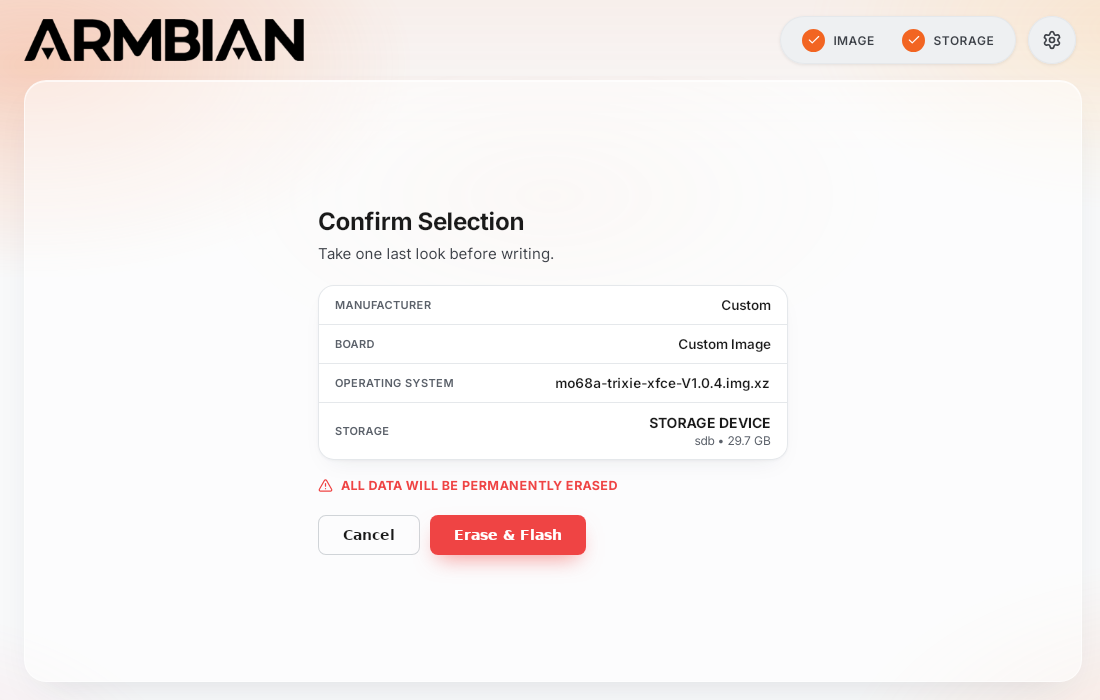 ARMBIAN
IMAGE
STORAGE
Confirm Selection
Take one last look before writing.
MANUFACTURER
Custom
BOARD
Custom Image
OPERATING SYSTEM
mo68a-trixie-xfce-V1.0.4.img.xz
STORAGE
STORAGE DEVICE
sdb • 29.7 GB
ALL DATA WILL BE PERMANENTLY ERASED
Cancel
Erase & Flash